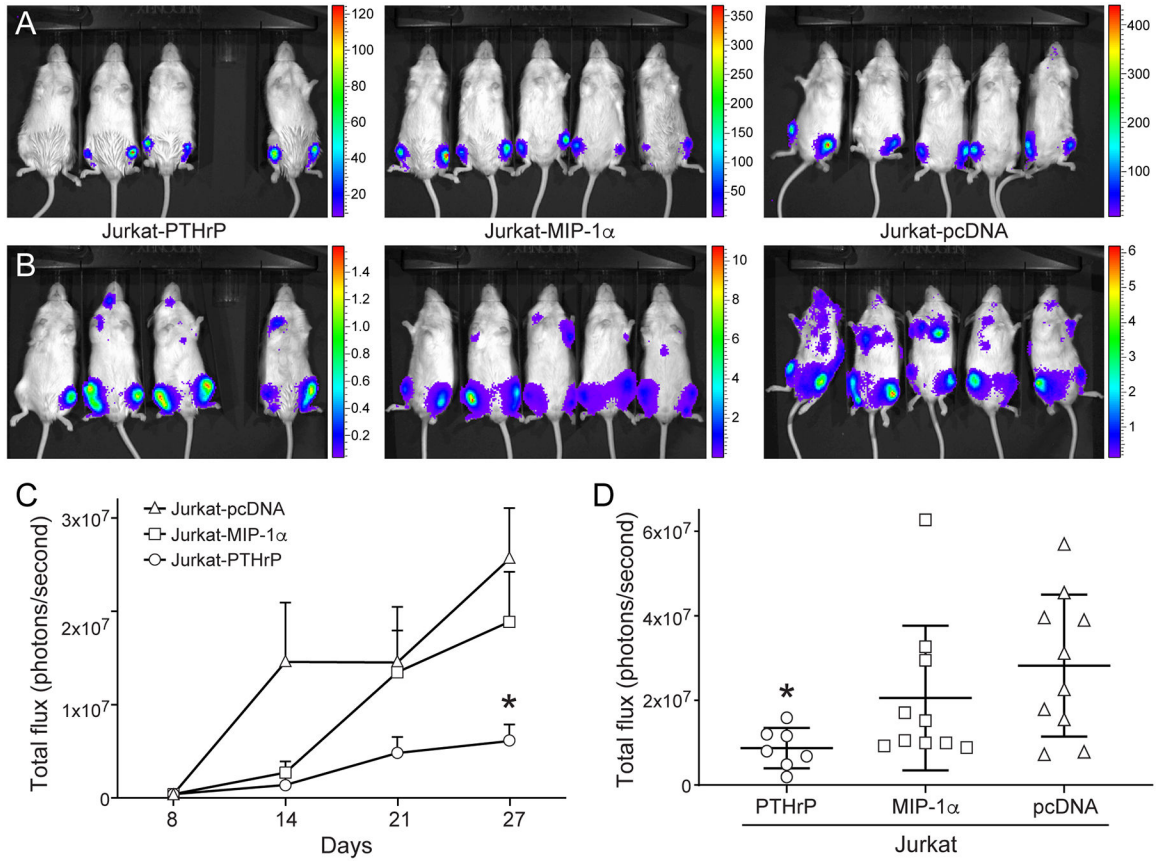 A
120
100
80
60
40
20
350
300
250
200
150
100
50
400
300
200
100
Jurkat-PTHrP
Jurkat-MIP-1α
Jurkat-pcDNA
B
1.4
1.2
1.0
0.8
0.6
0.4
0.2
10
8
6
4
2
6
5
4
3
2
1
C
Jurkat-pcDNA
Jurkat-MIP-1α
Jurkat-PTHrP
Total flux (photons/second)
3x10⁷
2x10⁷
1x10⁷
0
*
8
14
21
27
Days
D
Total flux (photons/second)
6x10⁷
4x10⁷
2x10⁷
0
*
PTHrP
MIP-1α
pcDNA
Jurkat